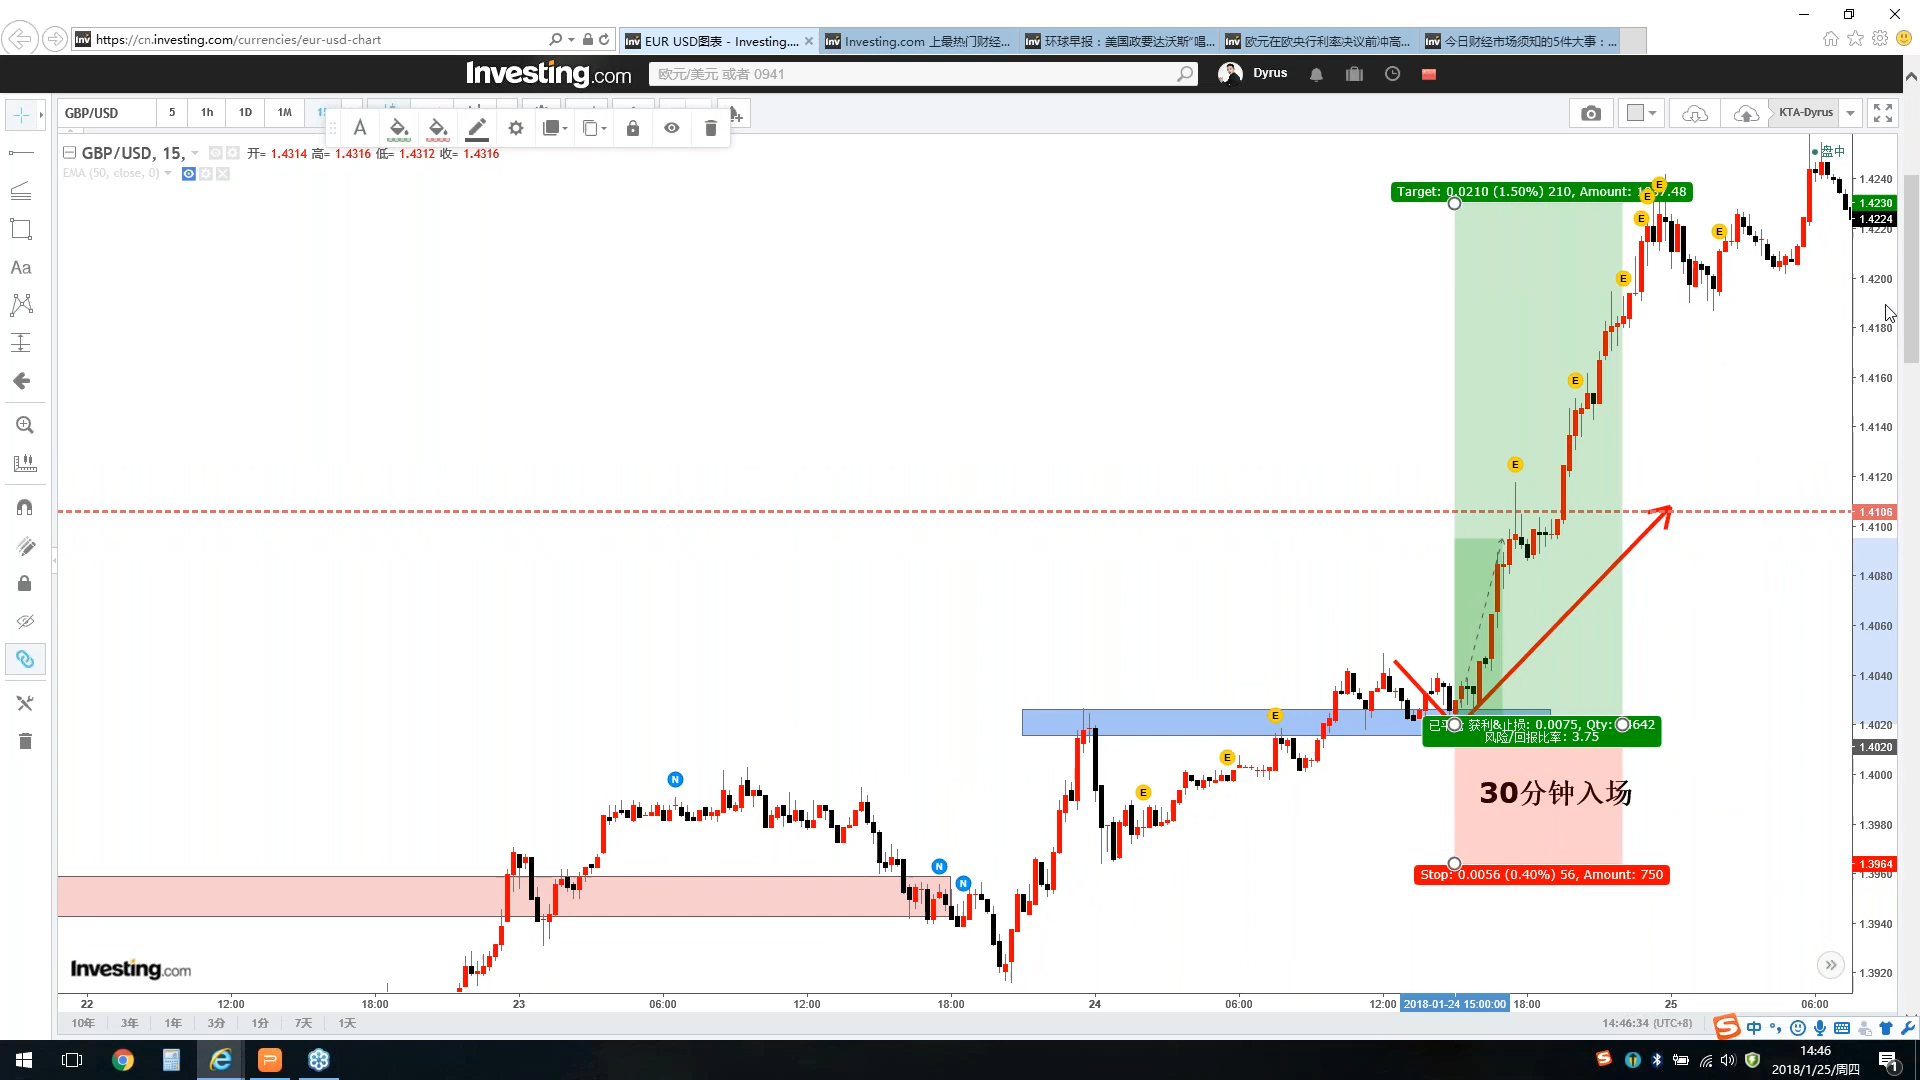 https://cn.investing.com/currencies/eur-usd-chart
EUR USD图表 - Investing....
Investing.com 上最热门财经...
环球早报：美国政要达沃斯“唱...
欧元在欧央行利率决议前冲高...
今日财经市场须知的5件大事：...
Investing.com
欧元/美元 或者 0941
Dyrus
GBP/USD
5
1h
1D
1M
KTA-Dyrus
GBP/USD, 15,
开= 1.4314 高= 1.4316 低= 1.4312 收= 1.4316
EMA (50, close, 0)
盘中
Target: 0.0210 (1.50%) 210, Amount:
获利&止损: 0.0075, Qty:
风险/回报比率: 3.75
30分钟入场
Stop: 0.0056 (0.40%) 56, Amount: 750
1.4240
1.4230
1.4224
1.4220
1.4200
1.4180
1.4160
1.4140
1.4120
1.4106
1.4100
1.4080
1.4060
1.4040
1.4020
1.4020
1.4000
1.3980
1.3964
1.3960
1.3940
1.3920
Investing.com
22
12:00
18:00
23
06:00
12:00
18:00
24
06:00
12:00
2018-01-24 15:00:00
18:00
25
06:00
10年
3年
1年
3分
1分
7天
1天
14:46:34 (UTC+8)
中
14:46
2018/1/25/周四